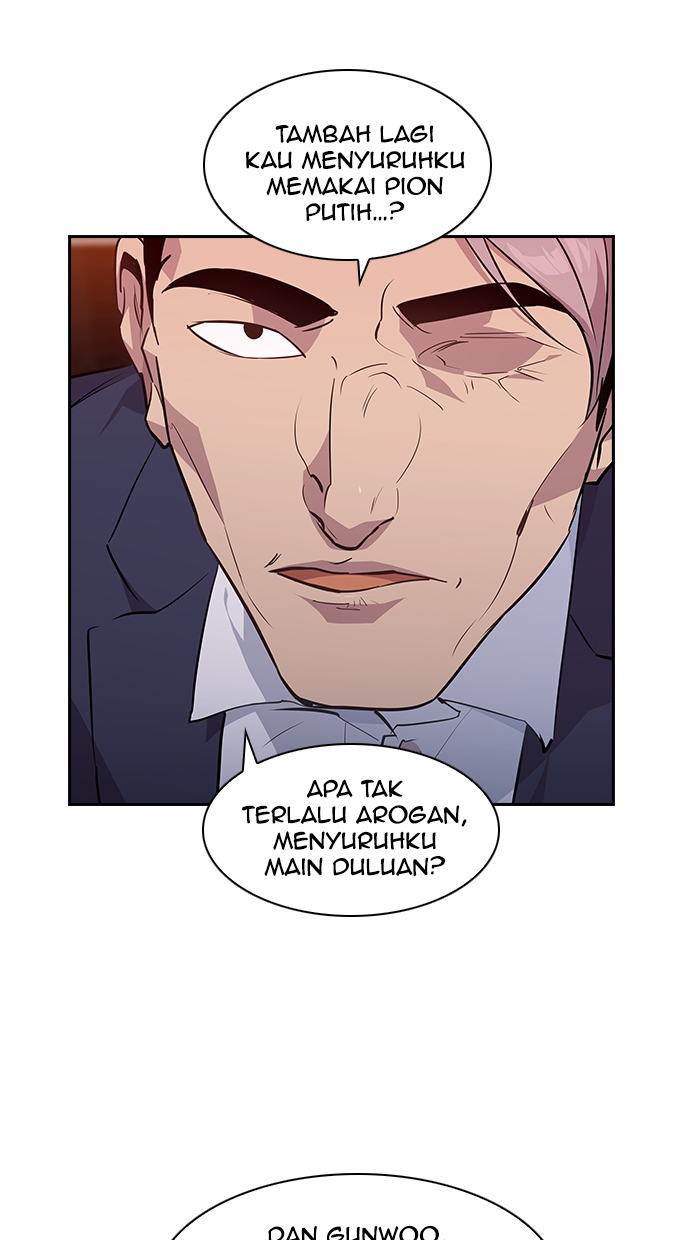 TAMBAH LAGI
KAU MENYURUHKU
MEMAKAI PION
PUTIH...?
APA TAK
TERLALU AROGAN,
MENYURUHKU
MAIN DULUAN?
DAN GUNWOO